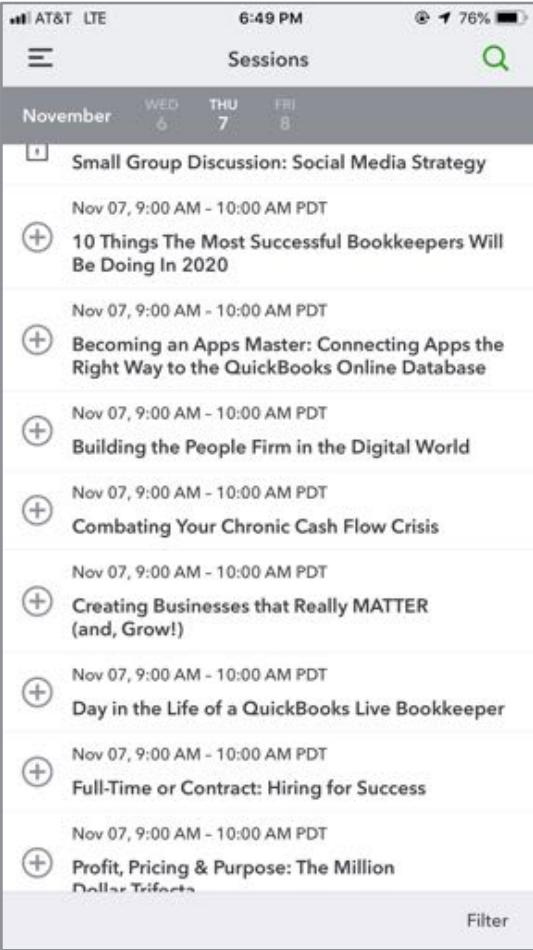 AT&T LTE 6:49 PM 76%
Sessions
November WED 6 THU 7 FRI 8
Small Group Discussion: Social Media Strategy
Nov 07, 9:00 AM – 10:00 AM PDT
10 Things The Most Successful Bookkeepers Will
Be Doing In 2020
Nov 07, 9:00 AM – 10:00 AM PDT
Becoming an Apps Master: Connecting Apps the
Right Way to the QuickBooks Online Database
Nov 07, 9:00 AM – 10:00 AM PDT
Building the People Firm in the Digital World
Nov 07, 9:00 AM – 10:00 AM PDT
Combating Your Chronic Cash Flow Crisis
Nov 07, 9:00 AM – 10:00 AM PDT
Creating Businesses that Really MATTER
(and, Grow!)
Nov 07, 9:00 AM – 10:00 AM PDT
Day in the Life of a QuickBooks Live Bookkeeper
Nov 07, 9:00 AM – 10:00 AM PDT
Full-Time or Contract: Hiring for Success
Nov 07, 9:00 AM – 10:00 AM PDT
Profit, Pricing & Purpose: The Million
Dollar Trifecta
Filter